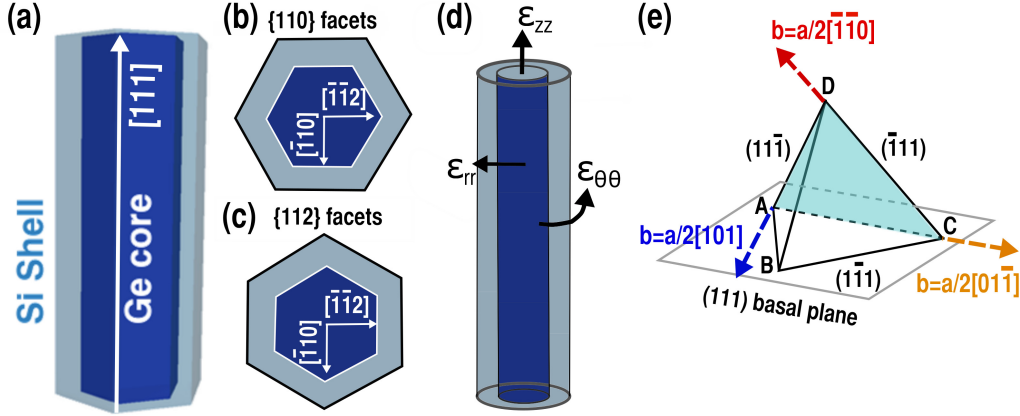 (a)
[111]
Ge core
Si Shell
(b)
{110} facets
[1̄1̄2]
[1̄10]
(c)
{112} facets
[1̄1̄2]
[1̄10]
(d)
εzz
εrr
εθθ
(e)
b=a/2[1̄1̄0]
D
(111̄)
(1̄11)
A
b=a/2[101]
B
C
(11̄1)
b=a/2[011̄]
(111) basal plane